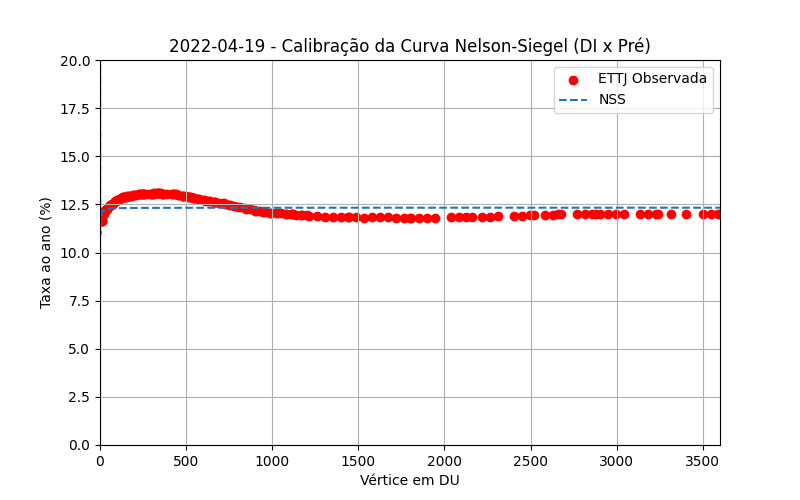 2022-04-19 - Calibração da Curva Nelson-Siegel (DI x Pré)
ETTJ Observada
NSS
Taxa ao ano (%)
20.0
17.5
15.0
12.5
10.0
7.5
5.0
2.5
0.0
0 500 1000 1500 2000 2500 3000 3500
Vértice em DU